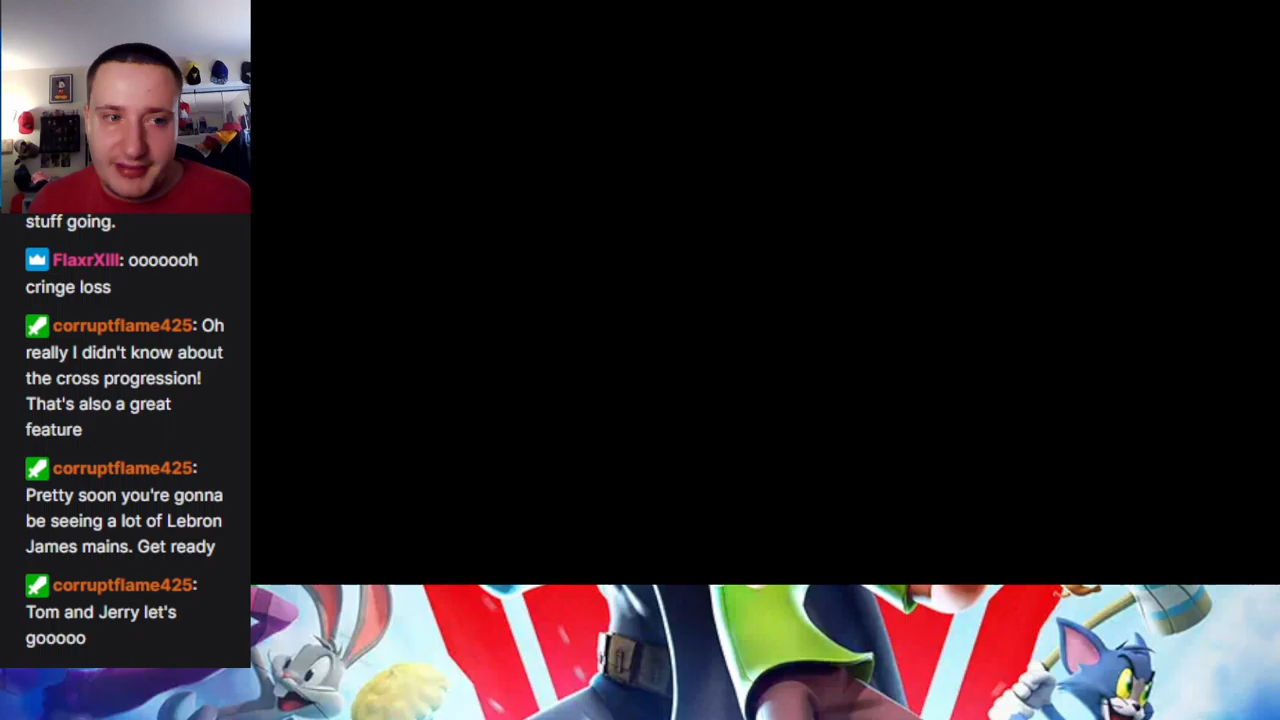 stuff going.
FlaxrXIII: ooooooh
cringe loss
corruptflame425: Oh
really I didn't know about
the cross progression!
That's also a great
feature
corruptflame425:
Pretty soon you're gonna
be seeing a lot of Lebron
James mains. Get ready
corruptflame425:
Tom and Jerry let's
gooooo